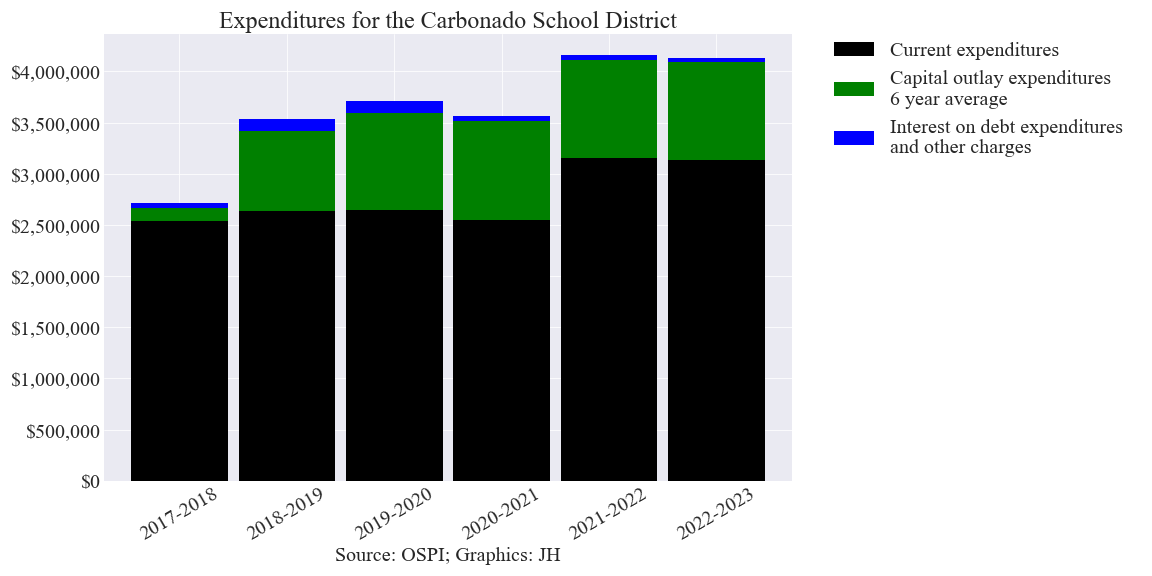 Expenditures for the Carbonado School District
$4,000,000
$3,500,000
$3,000,000
$2,500,000
$2,000,000
$1,500,000
$1,000,000
$500,000
$0
2017-2018
2018-2019
2019-2020
2020-2021
2021-2022
2022-2023
Source: OSPI; Graphics: JH
Current expenditures
Capital outlay expenditures
6 year average
Interest on debt expenditures
and other charges